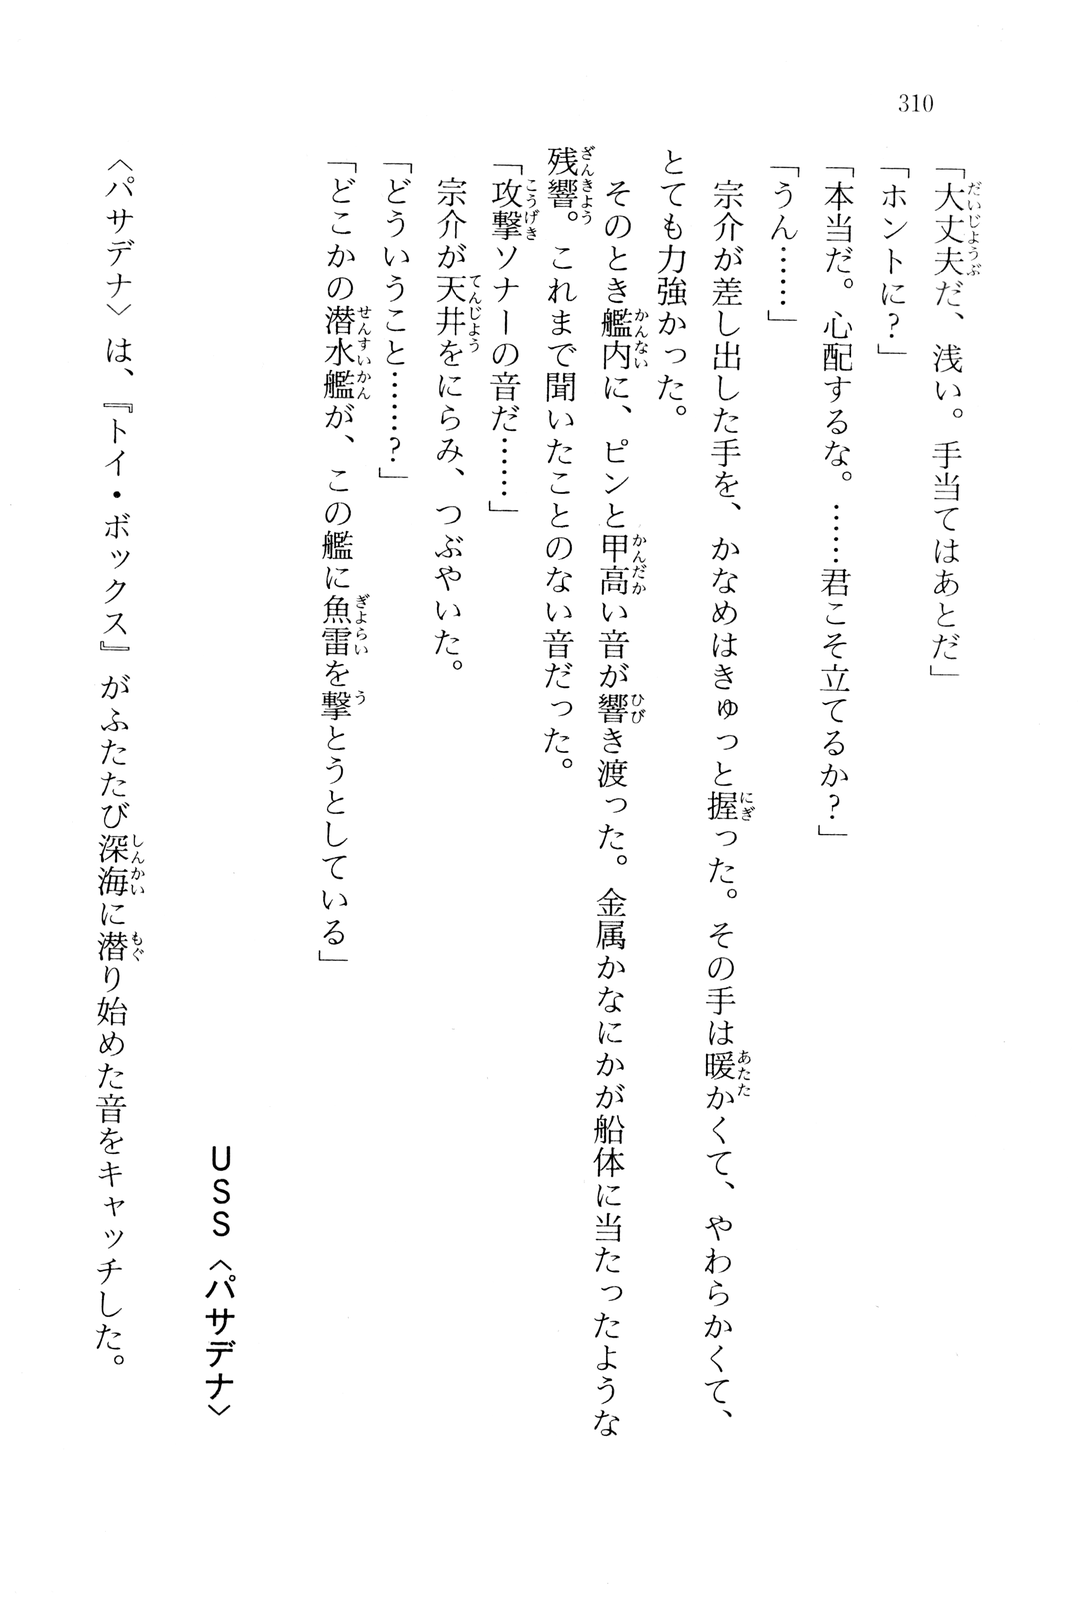 310
「大丈夫だ、浅い。手当てはあとだ」
「ホントに？」
「本当だ。心配するな。……君こそ立てるか？」
「うん……」
宗介が差し出した手を、かなめはきゅっと握った。その手は暖かくて、やわらかくて、
とても力強かった。
そのとき艦内に、ピンと甲高い音が響き渡った。金属かなにかが船体に当たったような
残響。これまで聞いたことのない音だった。
「攻撃ソナーの音だ……」
宗介が天井をにらみ、つぶやいた。
「どういうこと……？」
「どこかの潜水艦が、この艦に魚雷を撃とうとしている」
ＵＳＳ〈パサデナ〉
〈パサデナ〉は、『トイ・ボックス』がふたたび深海に潜り始めた音をキャッチした。